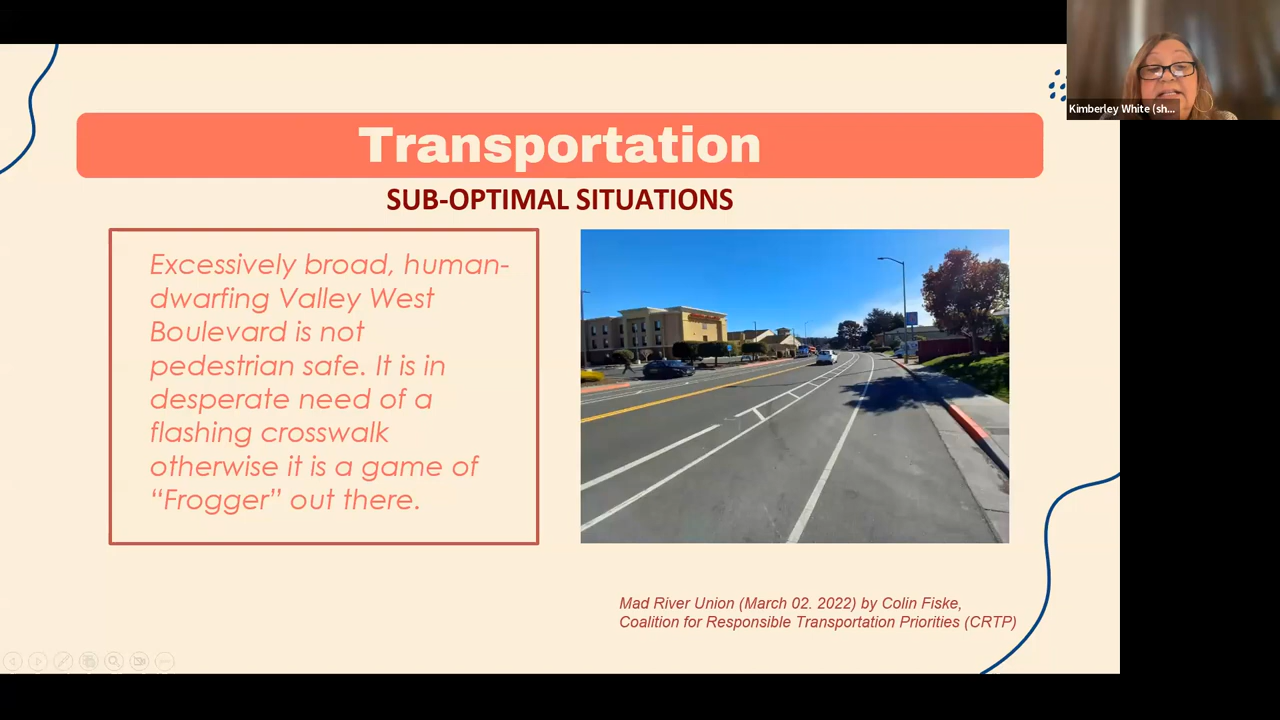 Kimberley White (sh...
Transportation
SUB-OPTIMAL SITUATIONS
Excessively broad, human-
dwarfing Valley West
Boulevard is not
pedestrian safe. It is in
desperate need of a
flashing crosswalk
otherwise it is a game of
“Frogger” out there.
Mad River Union (March 02. 2022) by Colin Fiske,
Coalition for Responsible Transportation Priorities (CRTP)